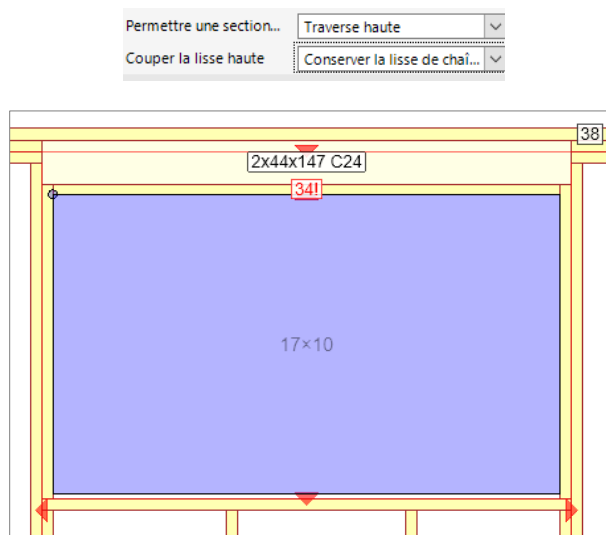 Permettre une section... Traverse haute
Couper la lisse haute Conserver la lisse de chaî...
38
2x44x147 C24
34!
17×10